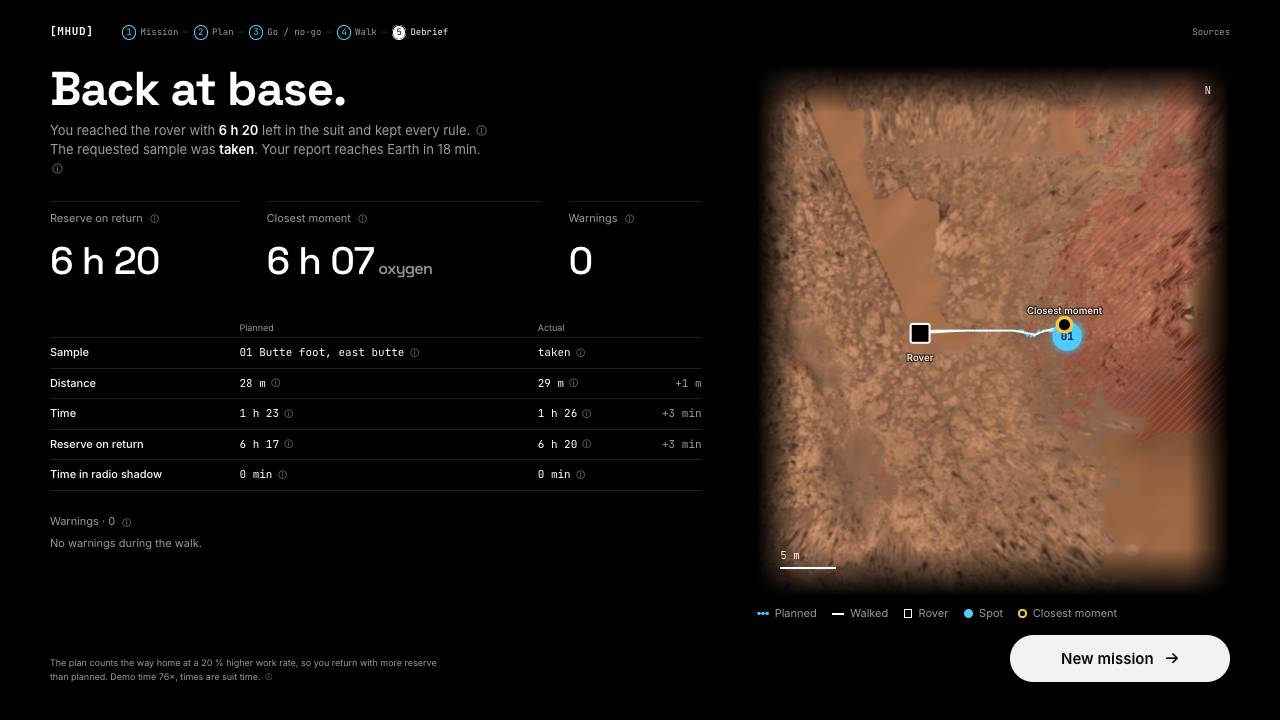 [MHUD] 1 Mission – 2 Plan – 3 Go / no-go – 4 Walk – 5 Debrief Sources
Back at base.
You reached the rover with 6 h 20 left in the suit and kept every rule. ⓘ
The requested sample was taken. Your report reaches Earth in 18 min.
ⓘ
Reserve on return ⓘ Closest moment ⓘ Warnings ⓘ
6 h 20 6 h 07 oxygen 0
Planned Actual
Sample 01 Butte foot, east butte ⓘ taken ⓘ
Distance 28 m ⓘ 29 m ⓘ +1 m
Time 1 h 23 ⓘ 1 h 26 ⓘ +3 min
Reserve on return 6 h 17 ⓘ 6 h 20 ⓘ +3 min
Time in radio shadow 0 min ⓘ 0 min ⓘ
Warnings · 0 ⓘ
No warnings during the walk.
The plan counts the way home at a 20 % higher work rate, so you return with more reserve
than planned. Demo time 76×, times are suit time. ⓘ
N
Closest moment
01
Rover
5 m
Planned Walked Rover Spot Closest moment
New mission →